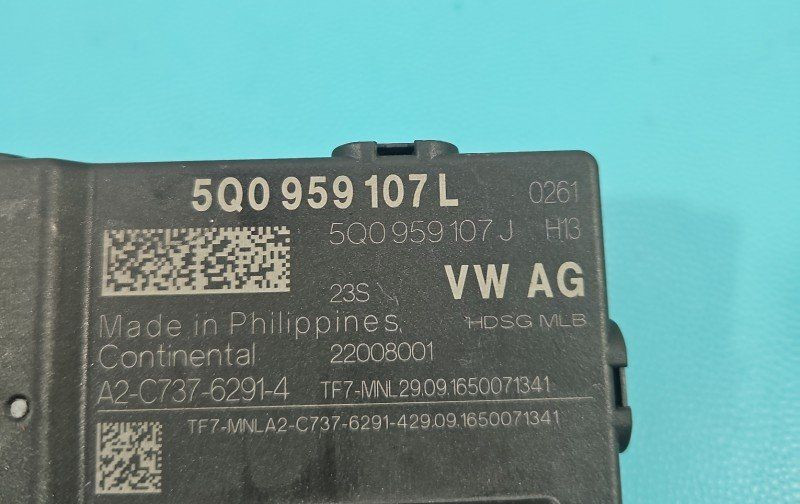 5Q0 959 107 L 0261
5Q0 959 107 J H13
23S VW AG
Made in Philippines HDSG MLB
Continental 22008001
A2-C737-6291-4 TF7-MNL29.09.1650071341
TF7-MNLA2-C737-6291-429.09.1650071341